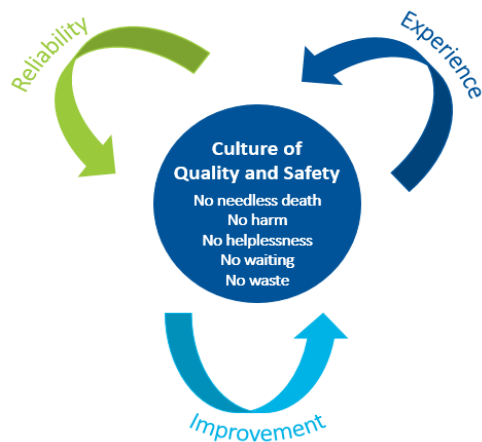 Reliability
Experience
Culture of
Quality and Safety
No needless death
No harm
No helplessness
No waiting
No waste
Improvement